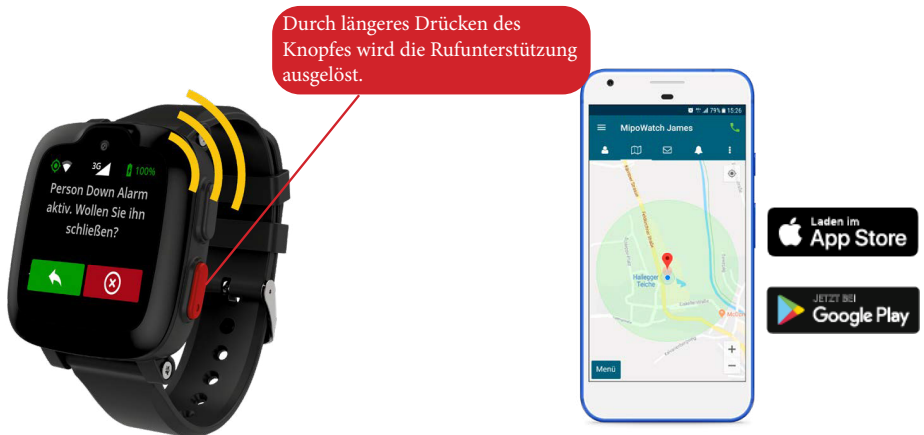 Durch längeres Drücken des
Knopfes wird die Rufunterstützung
ausgelöst.
3G
100%
Person Down Alarm
aktiv. Wollen Sie ihn
schließen?
79% 15:26
MipoWatch James
Hallegger
Teiche
Menü
+
−
Laden im
App Store
JETZT BEI
Google Play